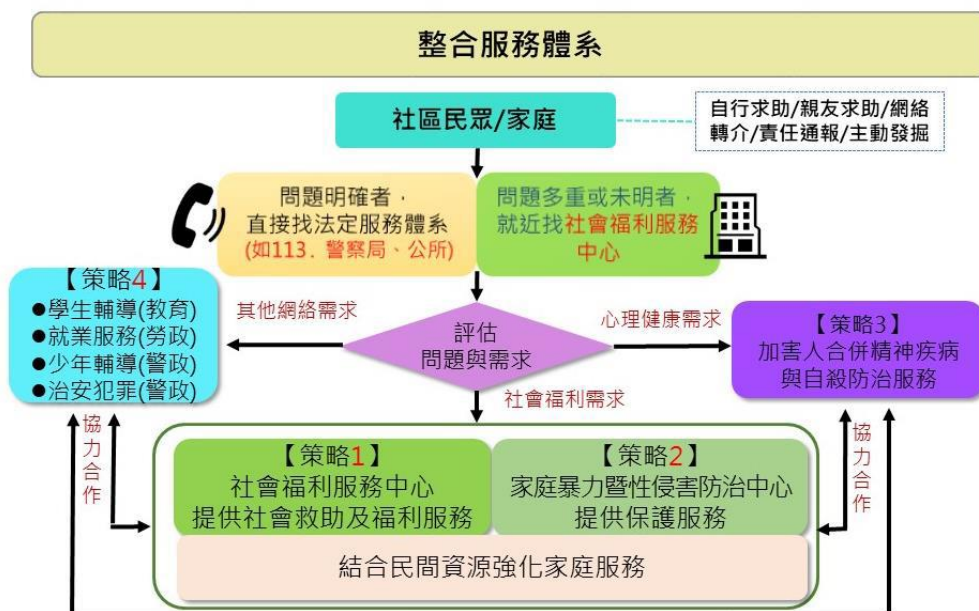 整合服務體系
社區民眾/家庭
自行求助/親友求助/網絡
轉介/責任通報/主動發掘
問題明確者，
直接找法定服務體系
(如113. 警察局、公所)
問題多重或未明者，
就近找社會福利服務
中心
【策略4】
●學生輔導(教育)
●就業服務(勞政)
●少年輔導(警政)
●治安犯罪(警政)
其他網絡需求
評估
問題與需求
心理健康需求
【策略3】
加害人合併精神疾病
與自殺防治服務
社會福利需求
協力合作
【策略1】
社會福利服務中心
提供社會救助及福利服務
【策略2】
家庭暴力暨性侵害防治中心
提供保護服務
協力合作
結合民間資源強化家庭服務